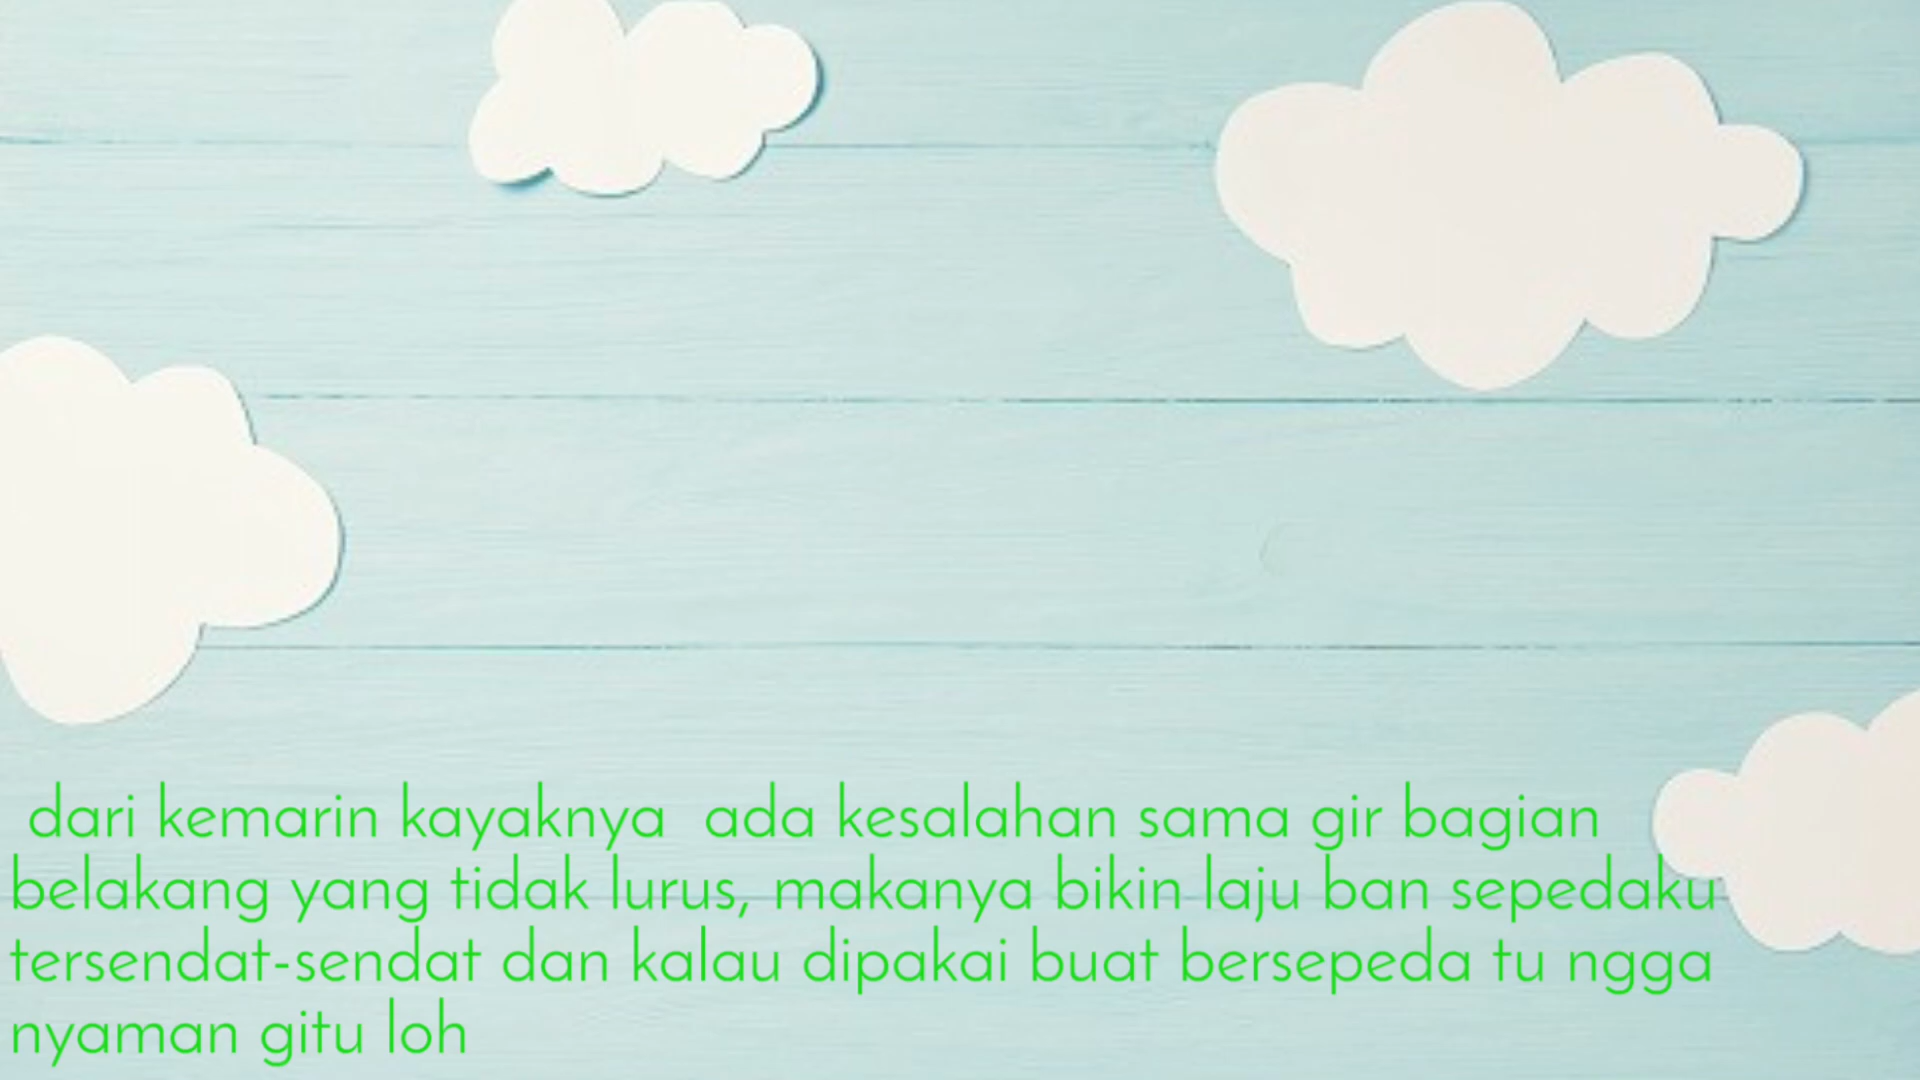 dari kemarin kayaknya  ada kesalahan sama gir bagian
belakang yang tidak lurus, makanya bikin laju ban sepedaku
tersendat-sendat dan kalau dipakai buat bersepeda tu ngga
nyaman gitu loh